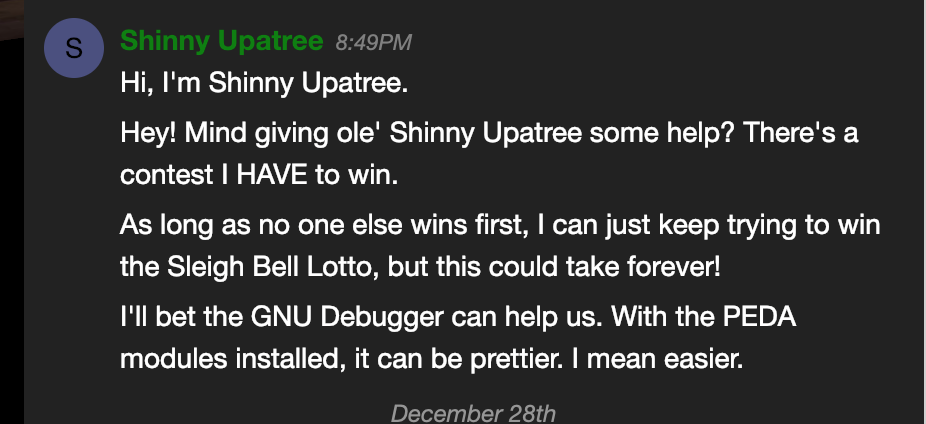 S
Shinny Upatree 8:49PM
Hi, I'm Shinny Upatree.
Hey! Mind giving ole' Shinny Upatree some help? There's a
contest I HAVE to win.
As long as no one else wins first, I can just keep trying to win
the Sleigh Bell Lotto, but this could take forever!
I'll bet the GNU Debugger can help us. With the PEDA
modules installed, it can be prettier. I mean easier.
December 28th